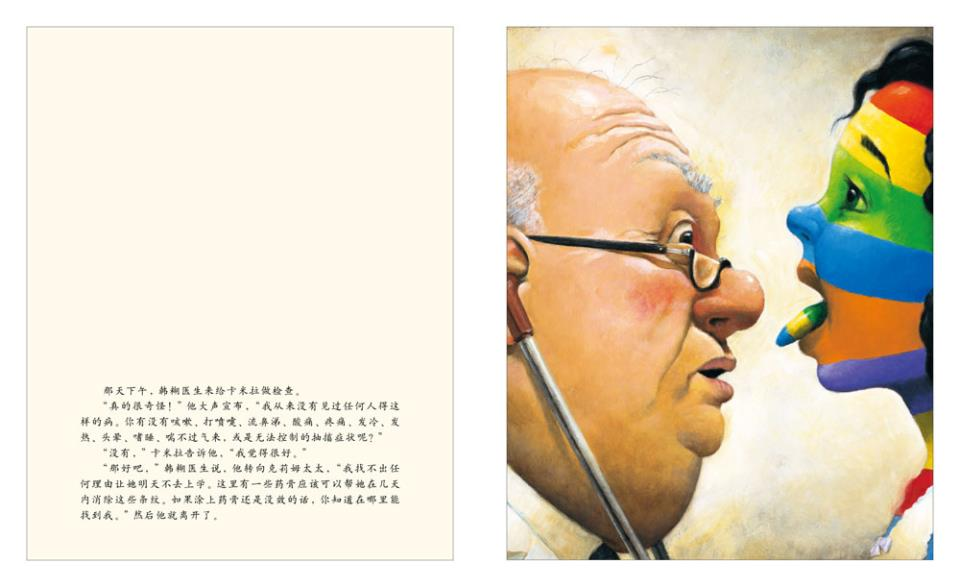 那天下午，韩糊医生来给卡米拉做检查。
“真的很奇怪！”他大声宣布，“我从来没有见过任何人得这
样的病。你有没有咳嗽、打喷嚏、流鼻涕、酸痛、疼痛、发冷、发
热、头晕、嗜睡、喘不过气来，或是无法控制的抽搐症状呢？”
“没有，”卡米拉告诉他，“我觉得很好。”
“那好吧，”韩糊医生说，他转向克莉姆太太，“我找不出任
何理由让她明天不去上学。这里有一些药膏应该可以帮她在几天
内消除这些条纹。如果涂上药膏还是没效的话，你知道在哪里能
找到我。”然后他就离开了。